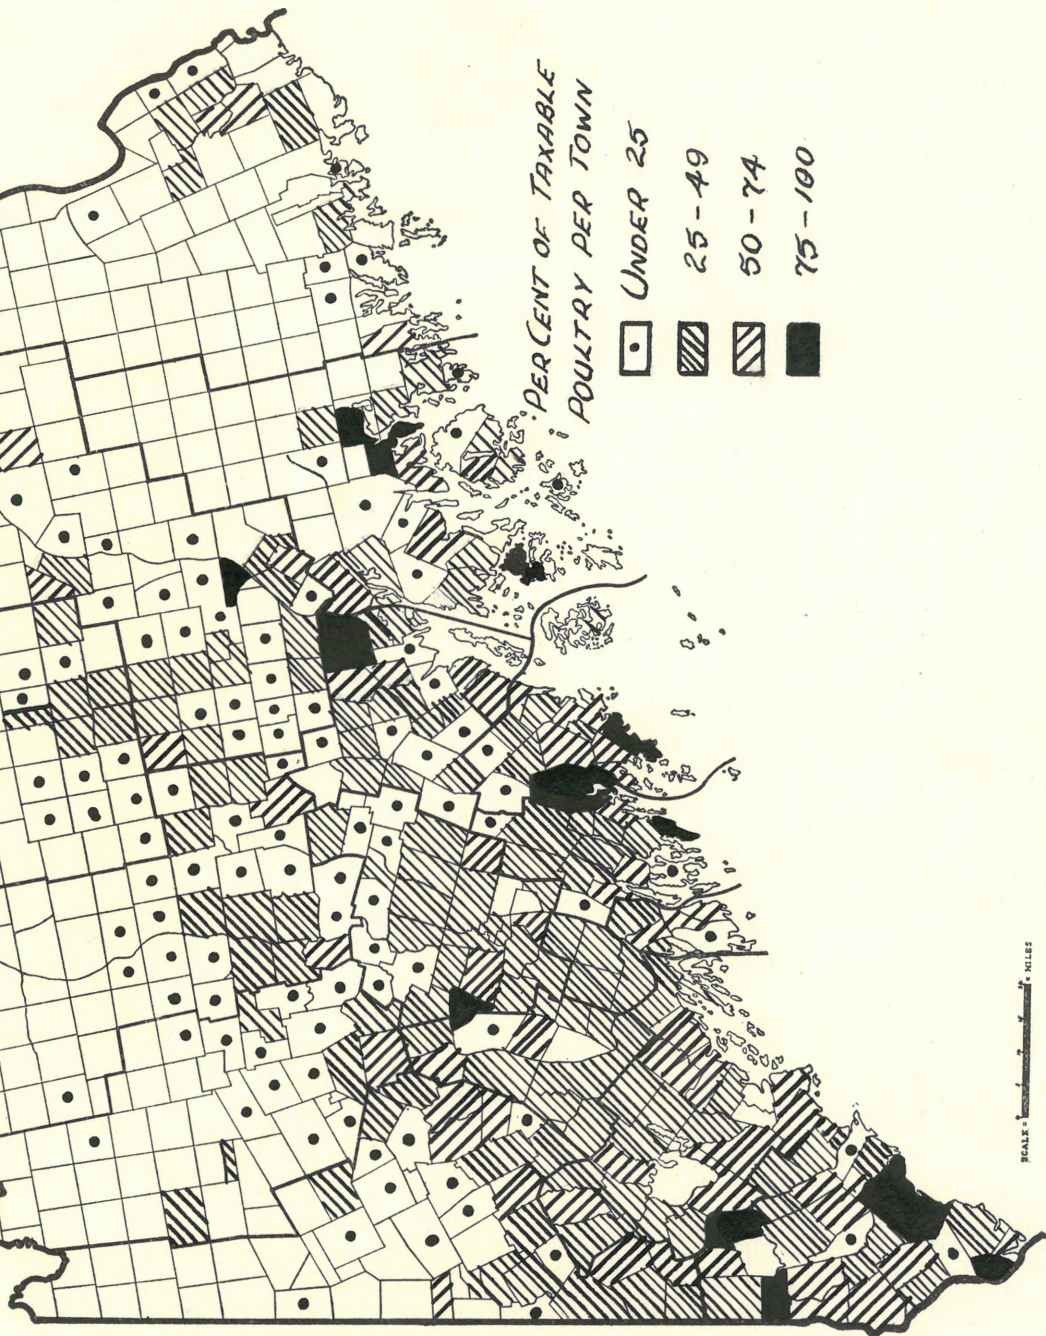 PER CENT OF TAXABLE
POULTRY PER TOWN
UNDER 25
25 - 49
50 - 74
75 - 100
SCALE =
= MILES